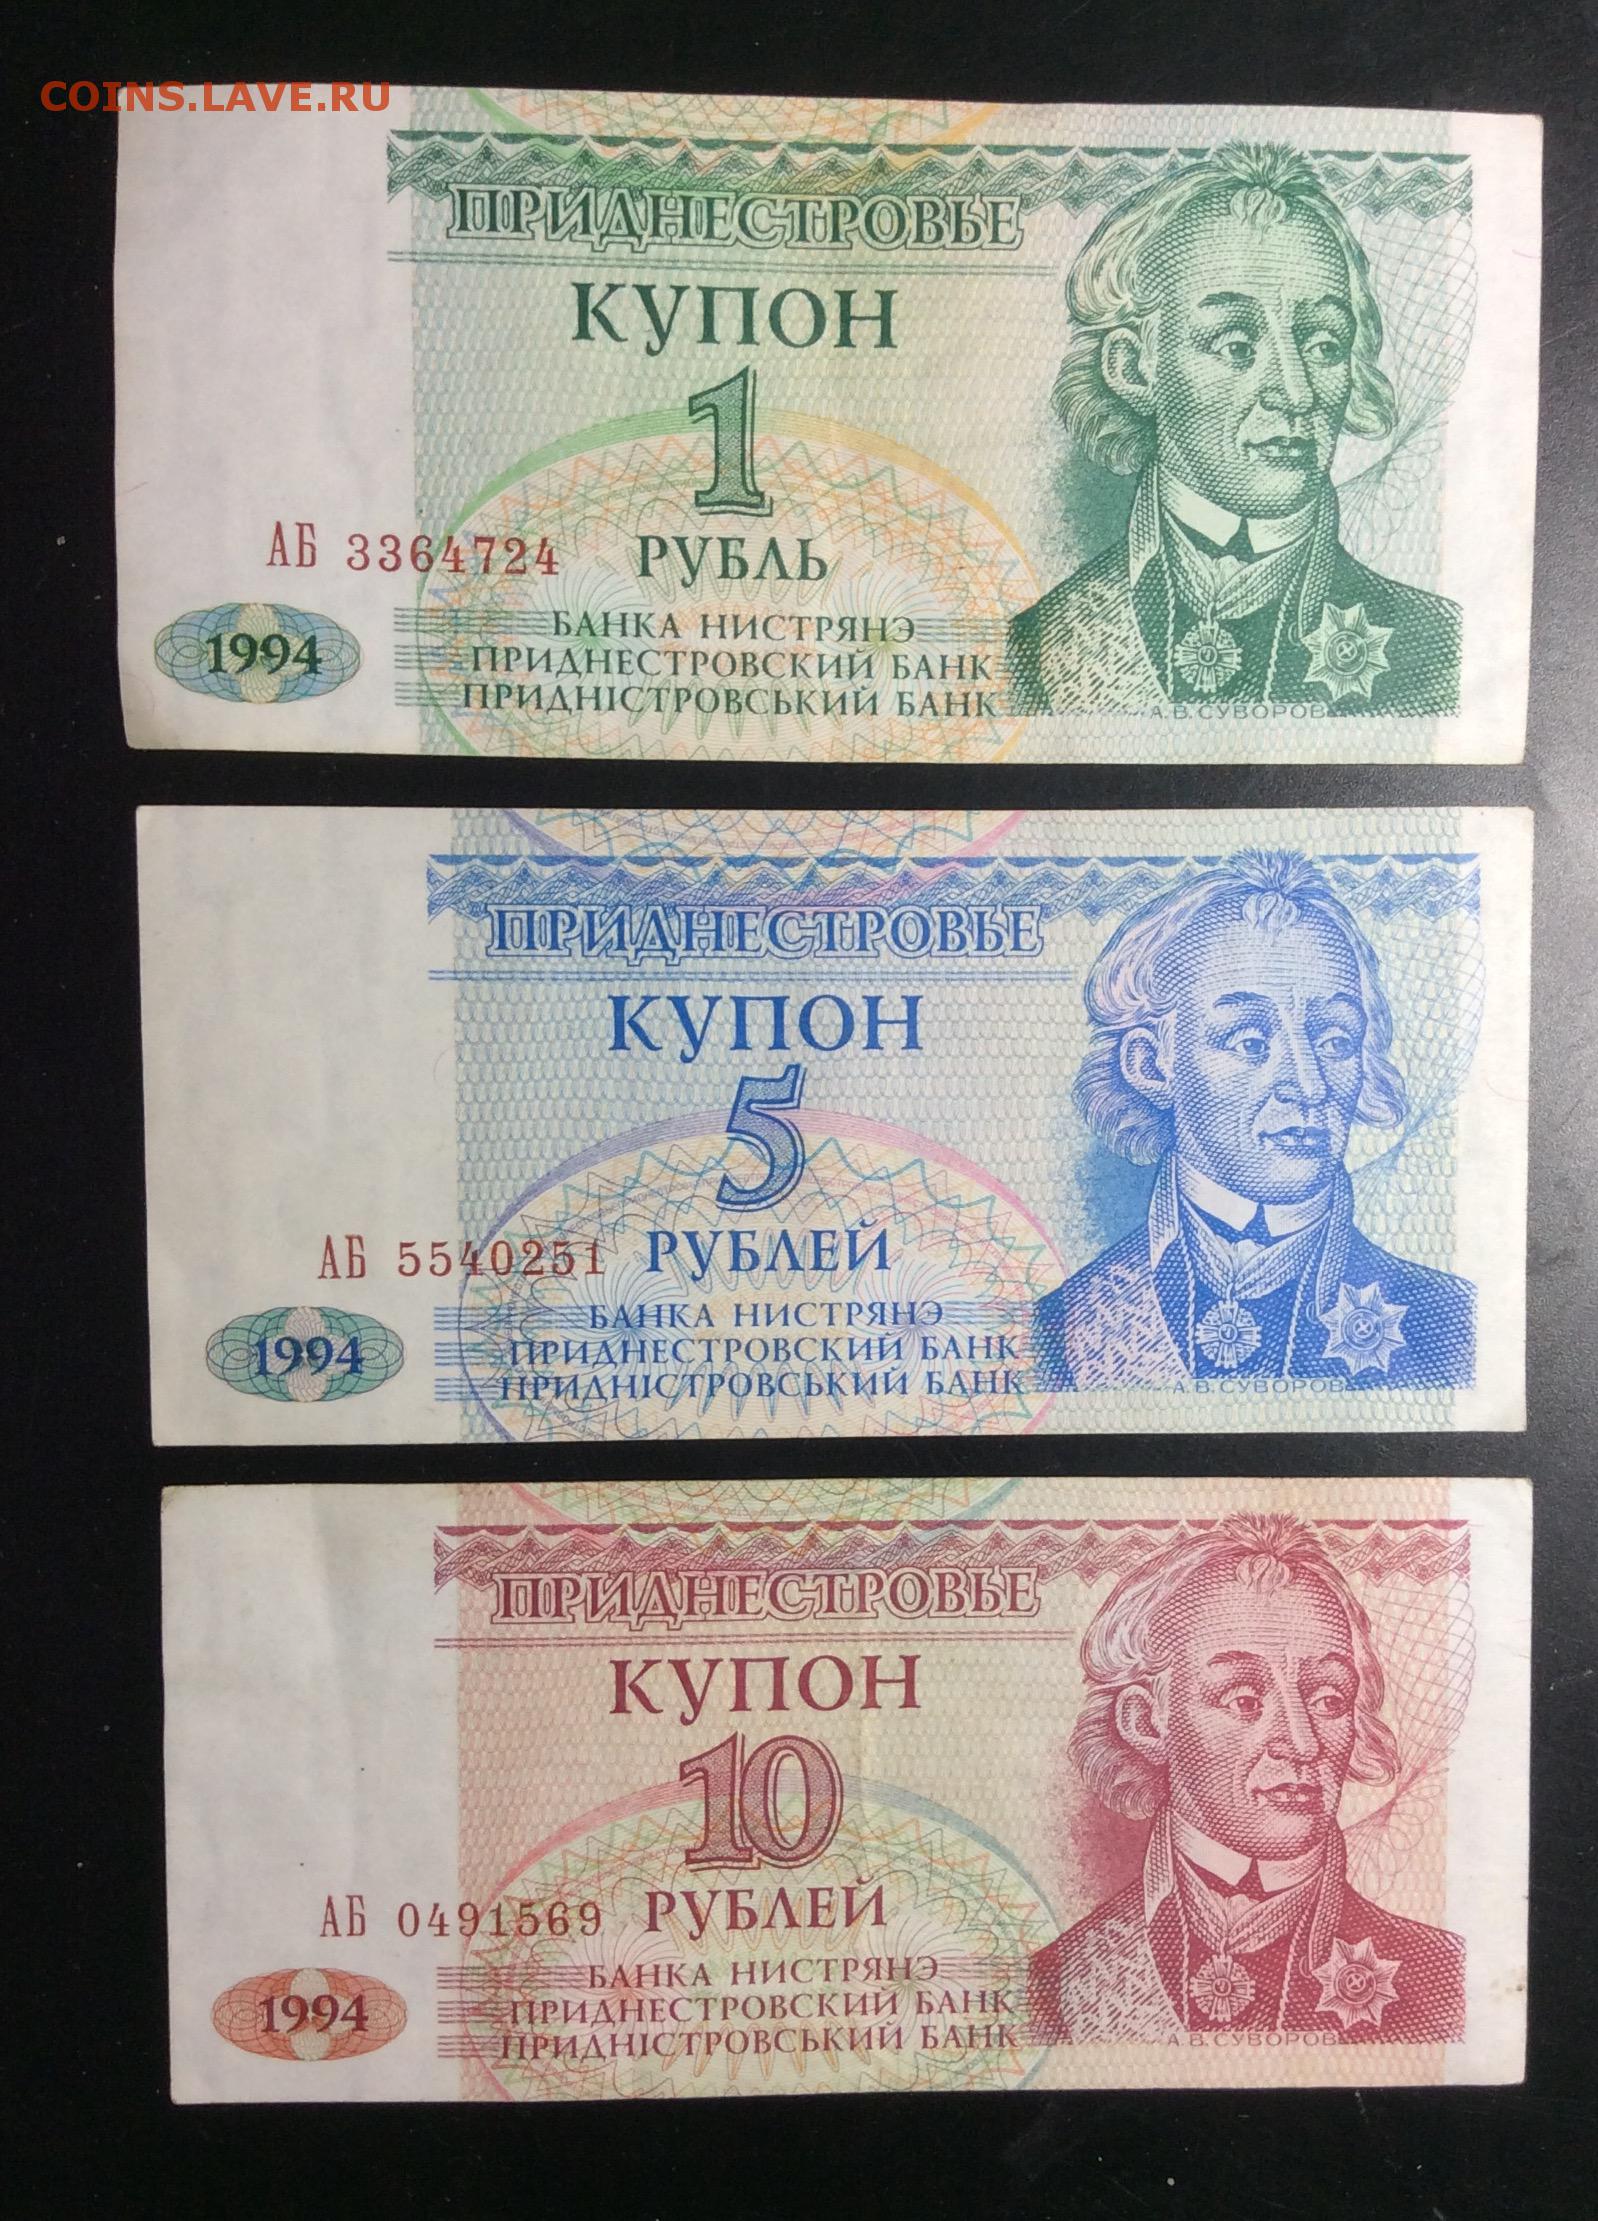 COINS.LAVE.RU
ПРИДНЕСТРОВЬЕ
КУПОН
1
РУБЛЬ
АБ 3364724
1994
БАНКА НИСТРЯНЭ
ПРИДНЕСТРОВСКИЙ БАНК
ПРИДНІСТРОВСЬКИЙ БАНК
А.В.СУВОРОВ
ПРИДНЕСТРОВЬЕ
КУПОН
5
РУБЛЕЙ
АБ 5540251
1994
БАНКА НИСТРЯНЭ
ПРИДНЕСТРОВСКИЙ БАНК
ПРИДНІСТРОВСЬКИЙ БАНК
А.В.СУВОРОВ
ПРИДНЕСТРОВЬЕ
КУПОН
10
РУБЛЕЙ
АБ 0491569
1994
БАНКА НИСТРЯНЭ
ПРИДНЕСТРОВСКИЙ БАНК
ПРИДНІСТРОВСЬКИЙ БАНК
А.В.СУВОРОВ